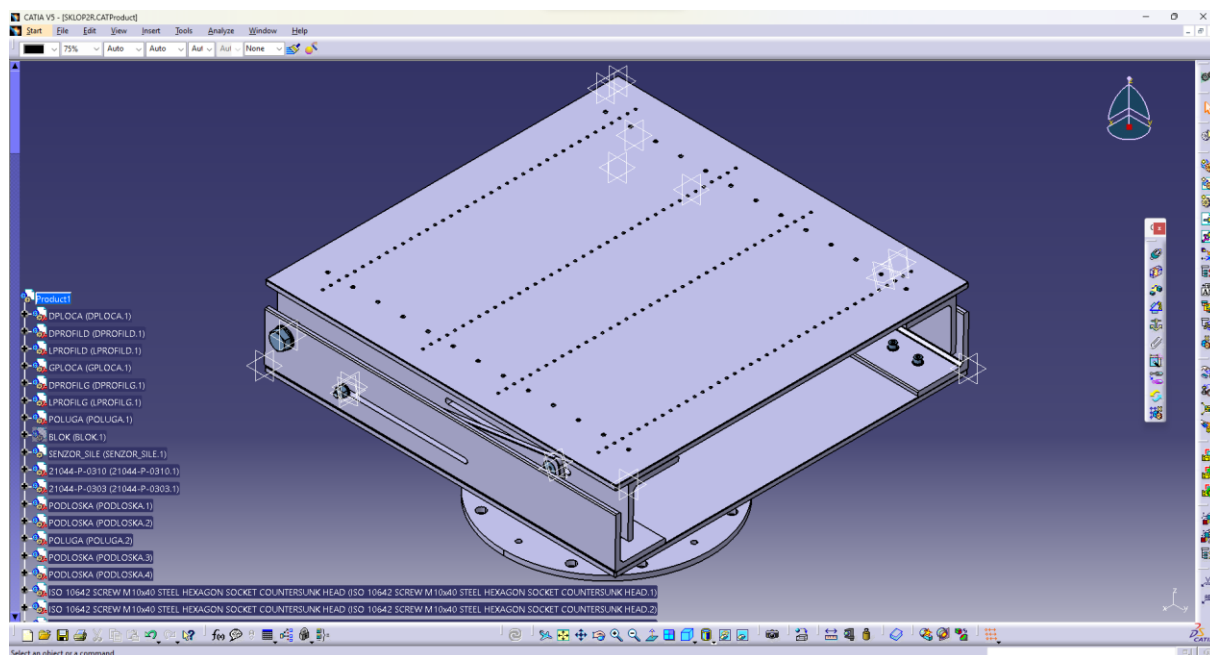 CATIA V5 - [SKLOP2R.CATProduct]
Start File Edit View Insert Tools Analyze Window Help
75% Auto Auto Aut Aut None
Product1
DPLOCA (DPLOCA.1)
DPROFILD (DPROFILD.1)
LPROFILD (LPROFILD.1)
GPLOCA (GPLOCA.1)
DPROFILG (DPROFILG.1)
LPROFILG (LPROFILG.1)
POLUGA (POLUGA.1)
BLOK (BLOK.1)
SENZOR_SILE (SENZOR_SILE.1)
21044-P-0310 (21044-P-0310.1)
21044-P-0303 (21044-P-0303.1)
PODLOSKA (PODLOSKA.1)
PODLOSKA (PODLOSKA.2)
POLUGA (POLUGA.2)
PODLOSKA (PODLOSKA.3)
PODLOSKA (PODLOSKA.4)
ISO 10642 SCREW M10x40 STEEL HEXAGON SOCKET COUNTERSUNK HEAD (ISO 10642 SCREW M10x40 STEEL HEXAGON SOCKET COUNTERSUNK HEAD.1)
ISO 10642 SCREW M10x40 STEEL HEXAGON SOCKET COUNTERSUNK HEAD (ISO 10642 SCREW M10x40 STEEL HEXAGON SOCKET COUNTERSUNK HEAD.2)
f(x)
CATIA
Select an object or a command